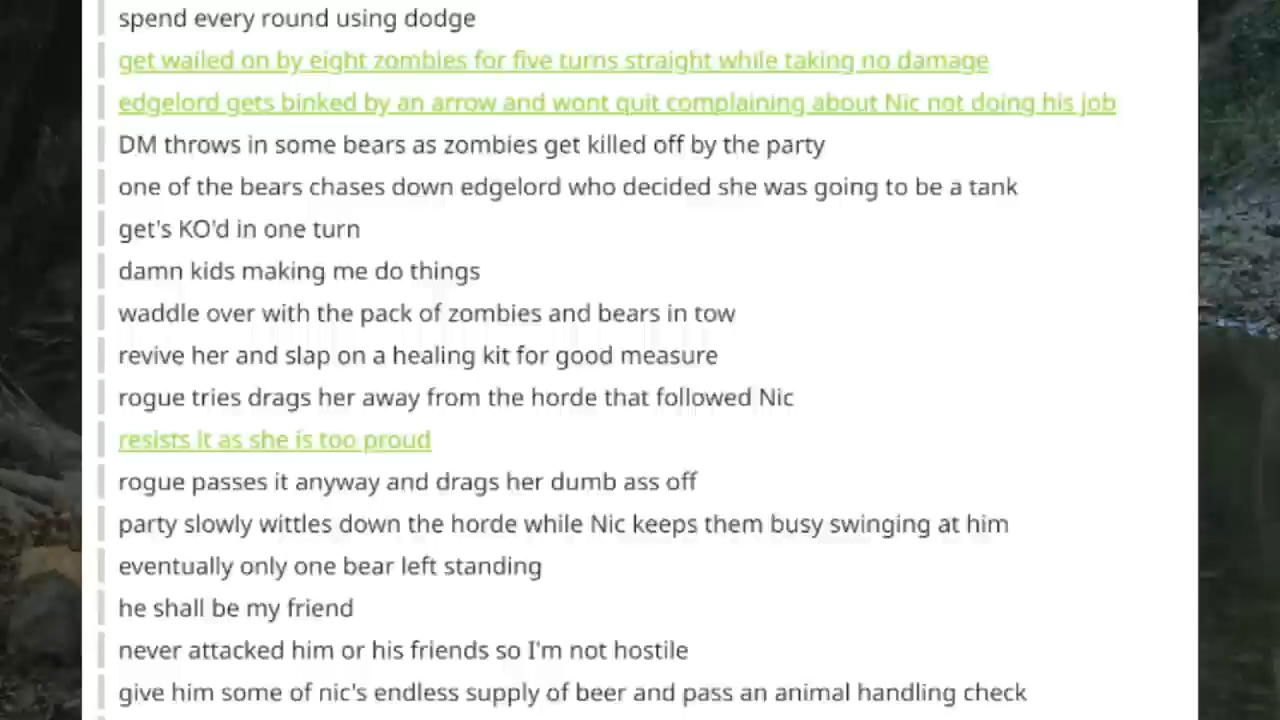 spend every round using dodge
get wailed on by eight zombies for five turns straight while taking no damage
edgelord gets binked by an arrow and wont quit complaining about Nic not doing his job
DM throws in some bears as zombies get killed off by the party
one of the bears chases down edgelord who decided she was going to be a tank
get's KO'd in one turn
damn kids making me do things
waddle over with the pack of zombies and bears in tow
revive her and slap on a healing kit for good measure
rogue tries drags her away from the horde that followed Nic
resists it as she is too proud
rogue passes it anyway and drags her dumb ass off
party slowly wittles down the horde while Nic keeps them busy swinging at him
eventually only one bear left standing
he shall be my friend
never attacked him or his friends so I'm not hostile
give him some of nic's endless supply of beer and pass an animal handling check